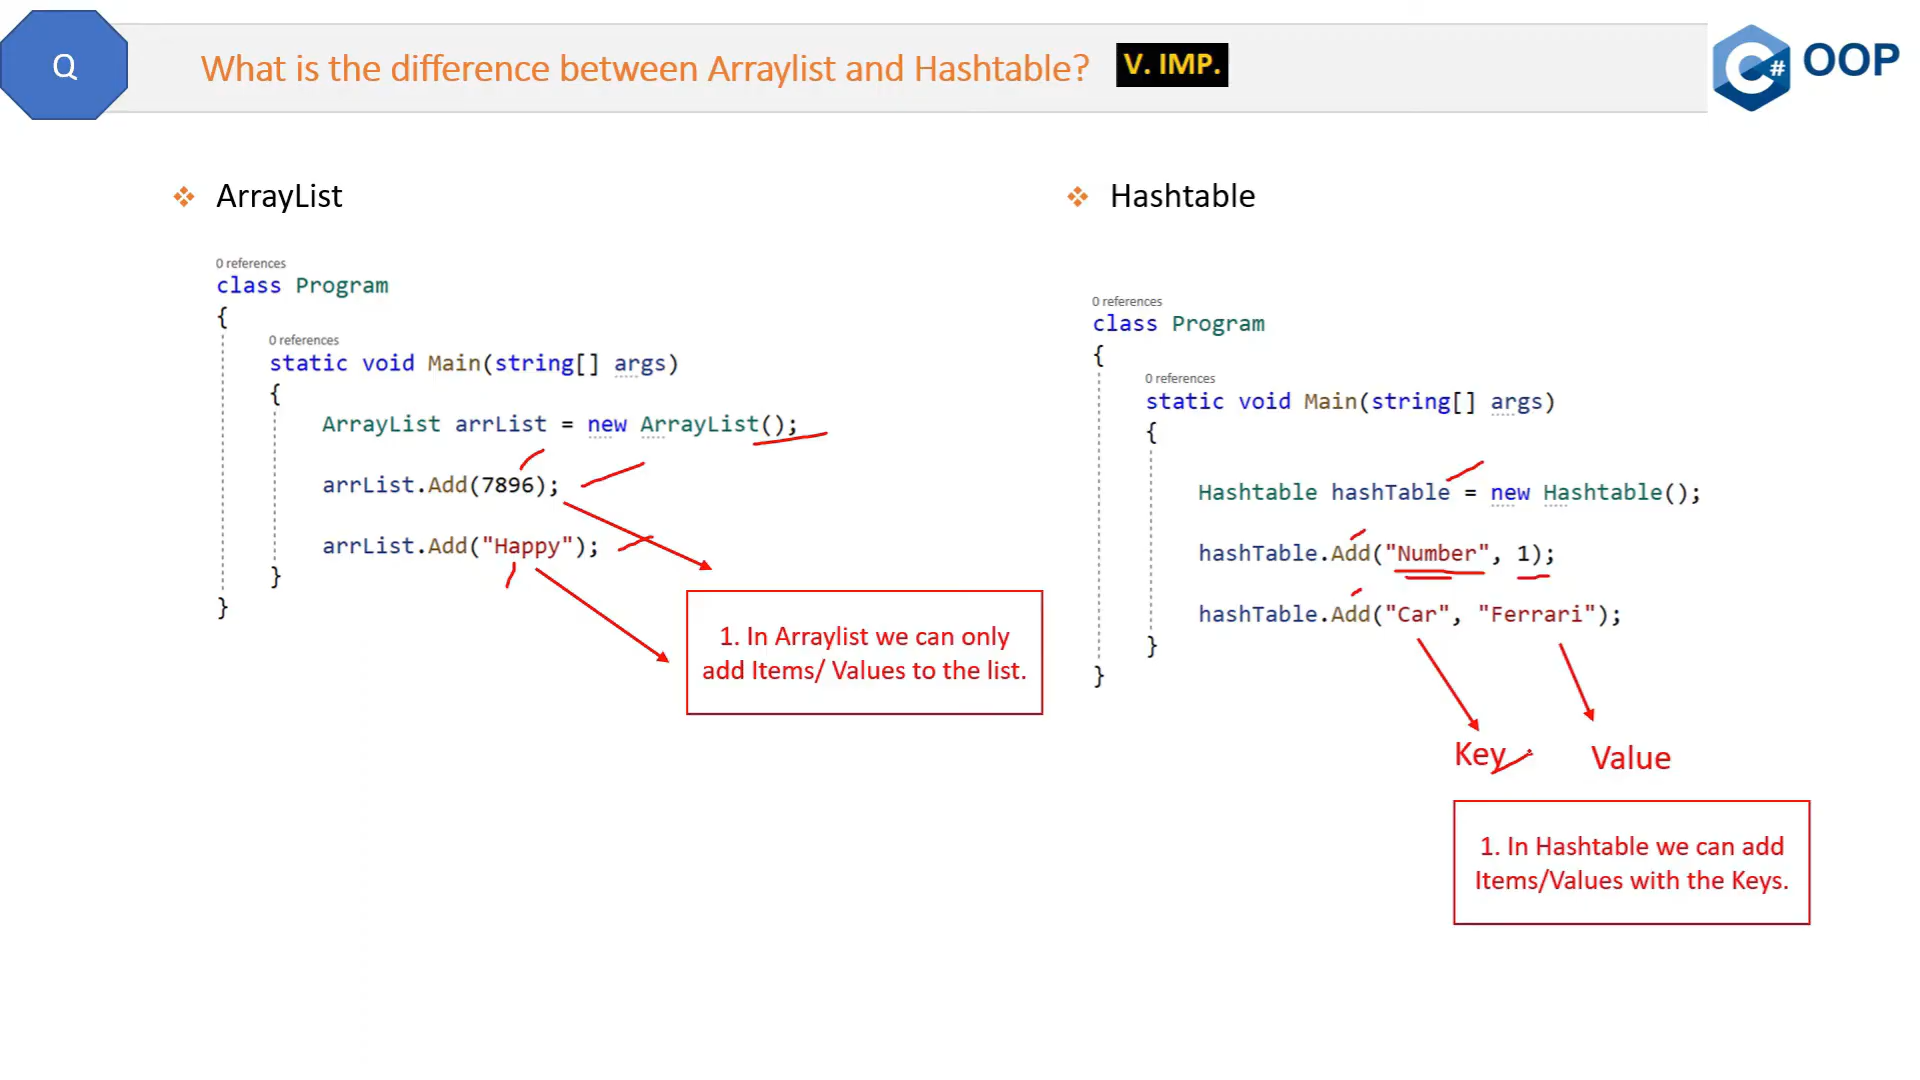 Q
What is the difference between Arraylist and Hashtable?
V. IMP.
C# OOP
ArrayList
0 references
class Program
{
0 references
static void Main(string[] args)
{
ArrayList arrList = new ArrayList();
arrList.Add(7896);
arrList.Add("Happy");
}
}
1. In Arraylist we can only
add Items/ Values to the list.
Hashtable
0 references
class Program
{
0 references
static void Main(string[] args)
{
Hashtable hashTable = new Hashtable();
hashTable.Add("Number", 1);
hashTable.Add("Car", "Ferrari");
}
}
Key
Value
1. In Hashtable we can add
Items/Values with the Keys.